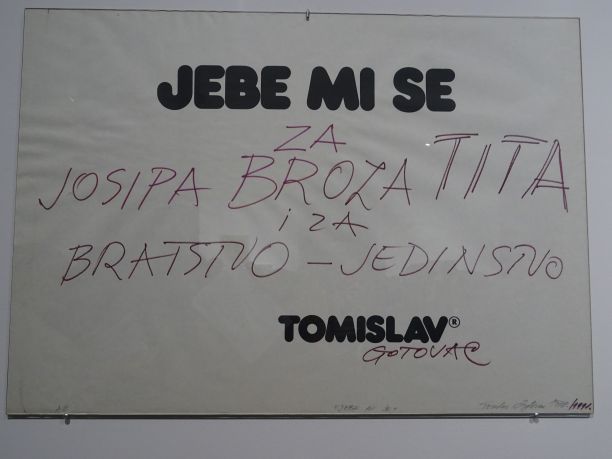 JEBE MI SE
ZA
JOSIPA BROZA TITA
i ZA
BRATSTVO – JEDINSTVO
TOMISLAV®
GOTOVAC